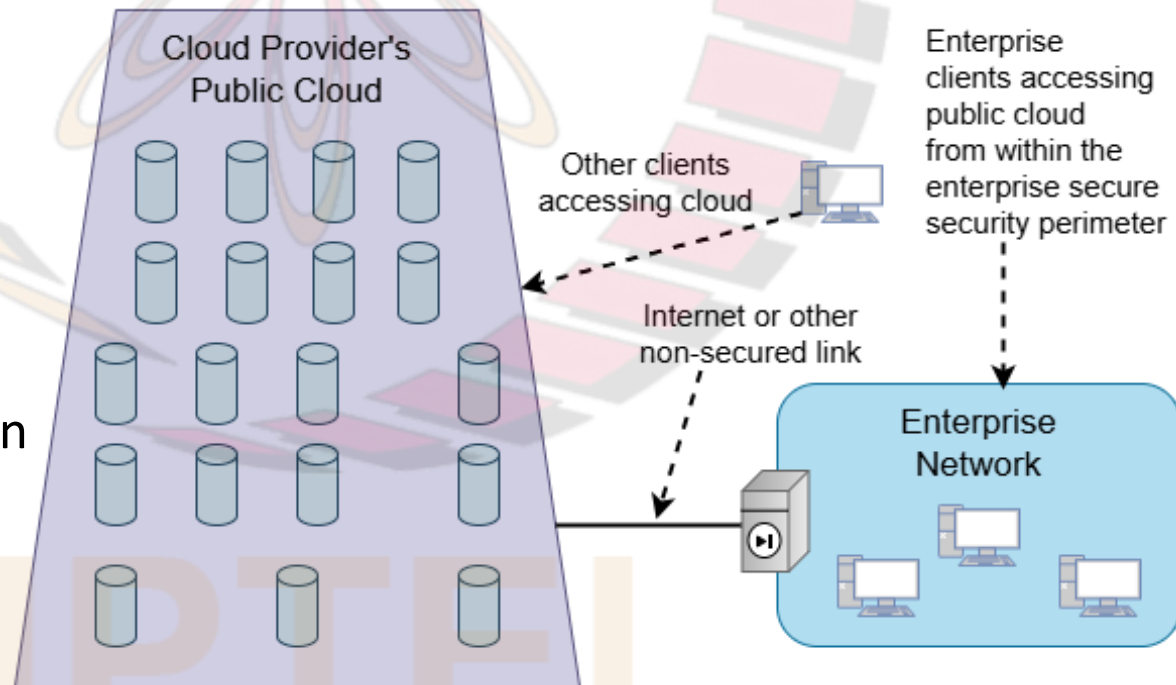 Cloud Provider's
Public Cloud
Other clients
accessing cloud
Enterprise
clients accessing
public cloud
from within the
enterprise secure
security perimeter
Internet or other
non-secured link
n
Enterprise
Network
PTEL